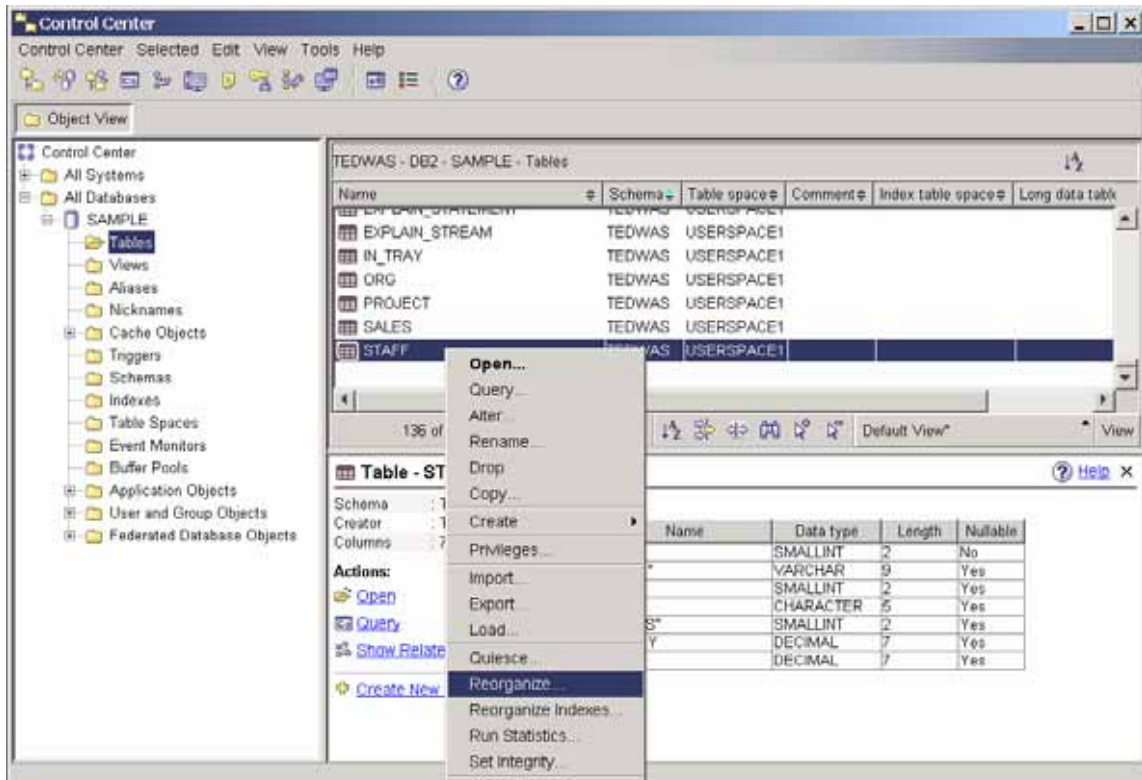 Control Center
Control Center Selected Edit View Tools Help
Object View
Control Center
All Systems
All Databases
SAMPLE
Tables
Views
Aliases
Nicknames
Cache Objects
Triggers
Schemas
Indexes
Table Spaces
Event Monitors
Buffer Pools
Application Objects
User and Group Objects
Federated Database Objects
TEDWAS - DB2 - SAMPLE - Tables
Name Schema Table space Comment Index table space Long data table
EXPLAIN_STATEMENT TEDWAS USERSPACE1
EXPLAIN_STREAM TEDWAS USERSPACE1
IN_TRAY TEDWAS USERSPACE1
ORG TEDWAS USERSPACE1
PROJECT TEDWAS USERSPACE1
SALES TEDWAS USERSPACE1
STAFF WAS USERSPACE1
136 of Default View* View
Open...
Query...
Alter...
Rename...
Drop
Copy...
Create
Privileges...
Import...
Export...
Load...
Quiesce...
Reorganize...
Reorganize Indexes...
Run Statistics...
Set Integrity...
Table - ST Help
Schema : T
Creator : T
Columns : 7
Actions:
Open
Query
Show Relate
Create New
Name Data type Length Nullable
SMALLINT 2 No
" VARCHAR 9 Yes
SMALLINT 2 Yes
CHARACTER 5 Yes
S" SMALLINT 2 Yes
Y DECIMAL 7 Yes
DECIMAL 7 Yes